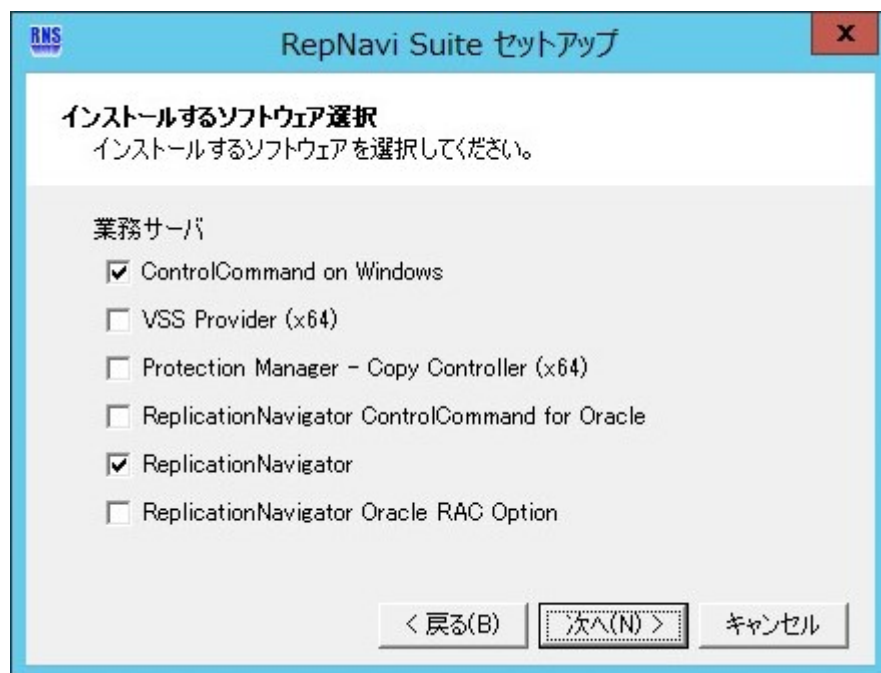 RNS
RepNavi Suite セットアップ
x
インストールするソフトウェア選択
インストールするソフトウェアを選択してください。
業務サーバ
ControlCommand on Windows
VSS Provider (x64)
Protection Manager - Copy Controller (x64)
ReplicationNavigator ControlCommand for Oracle
ReplicationNavigator
ReplicationNavigator Oracle RAC Option
< 戻る(B)
次へ(N) >
キャンセル